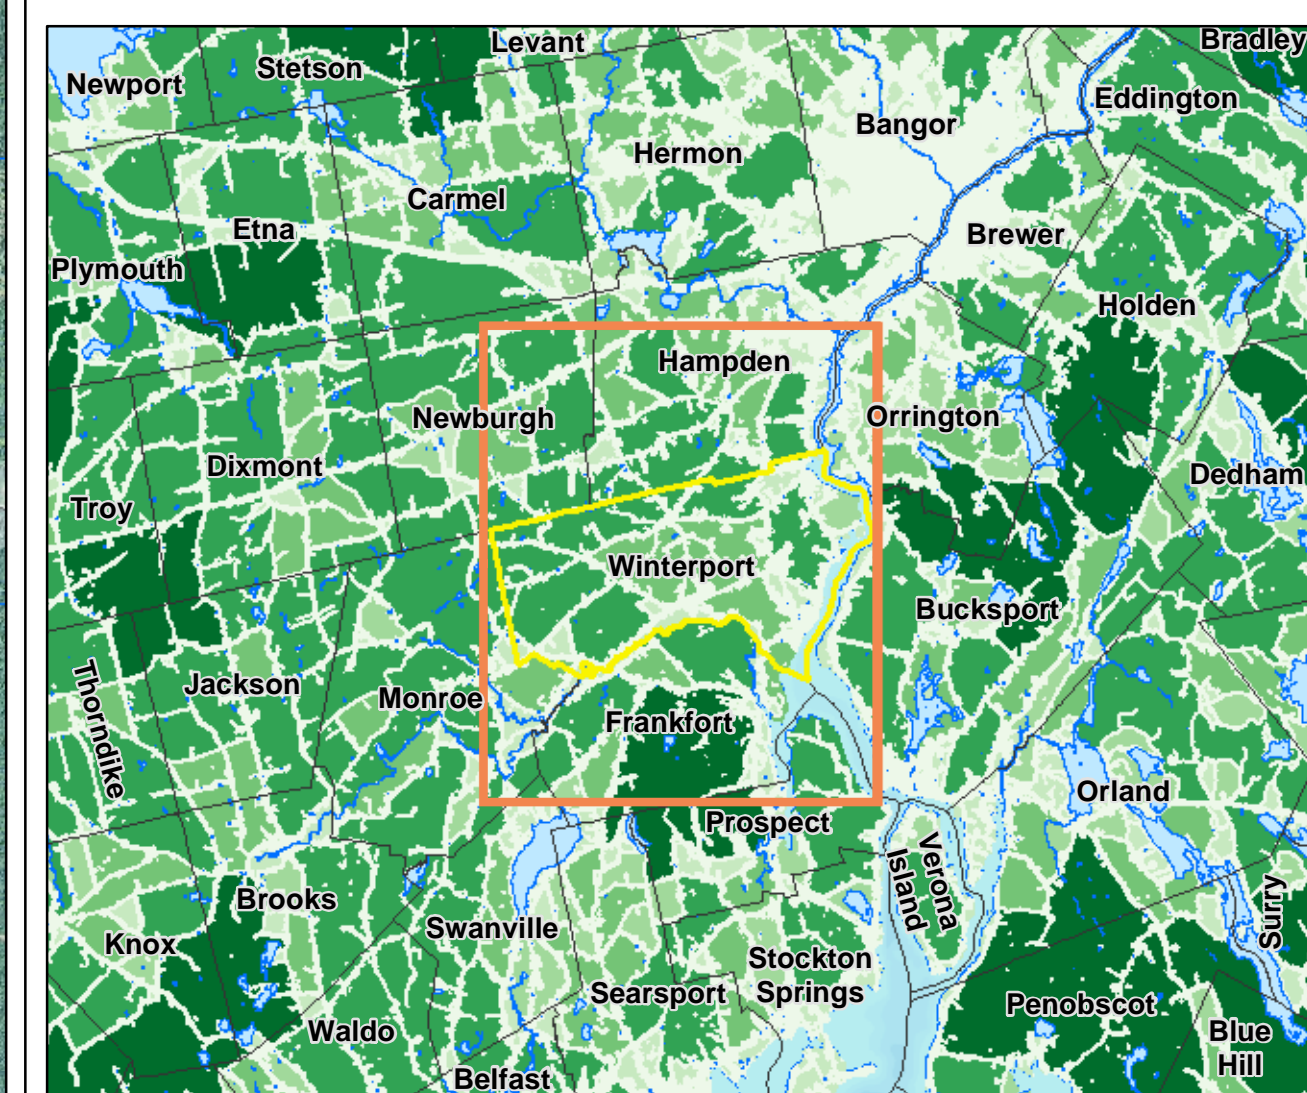 Levant
Bradley
Stetson
Newport
Eddington
Bangor
Hermon
Carmel
Etna
Brewer
Plymouth
Holden
Hampden
Newburgh
Orrington
Dixmont
Dedham
Troy
Winterport
Bucksport
Thorndike
Jackson
Monroe
Frankfort
Orland
Prospect
Verona
Island
Brooks
Surry
Swanville
Knox
Stockton
Springs
Searsport
Penobscot
Waldo
Blue
Hill
Belfast